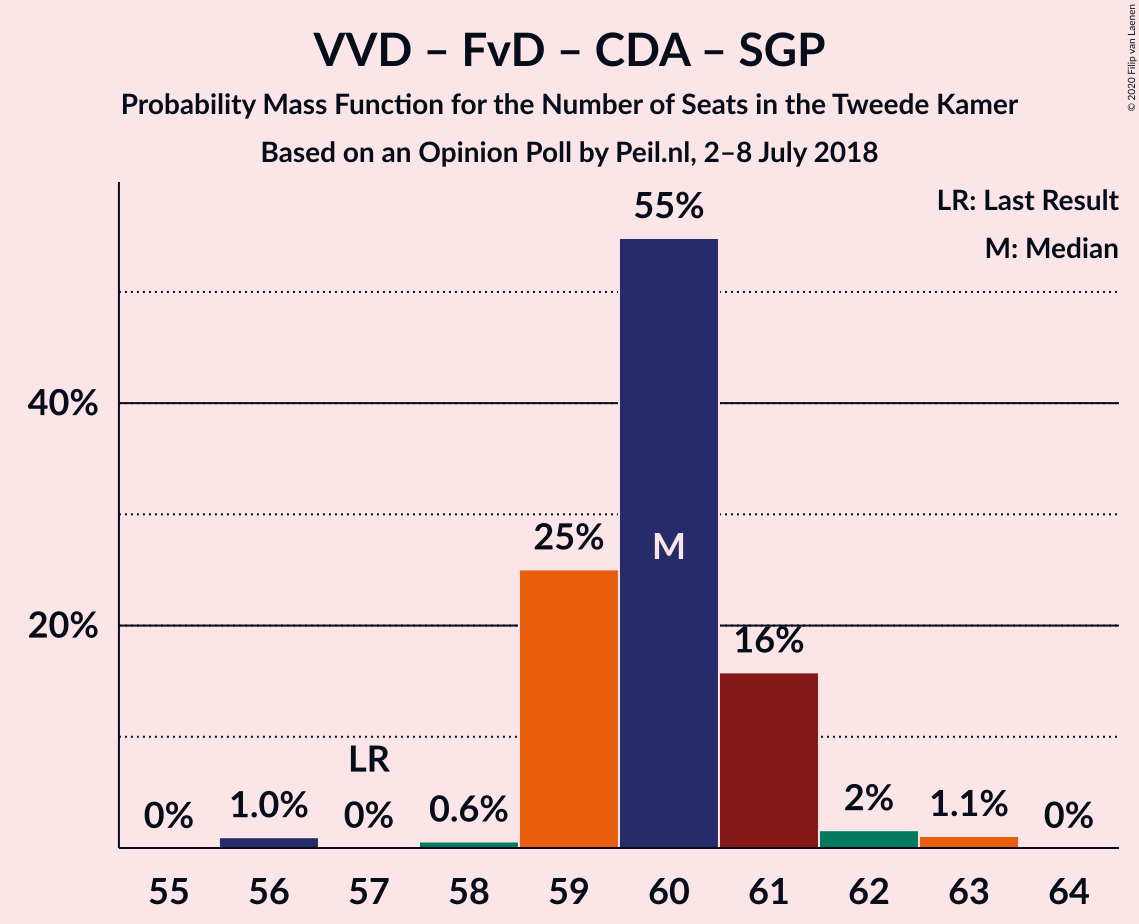 VVD – FvD – CDA – SGP
Probability Mass Function for the Number of Seats in the Tweede Kamer
Based on an Opinion Poll by Peil.nl, 2–8 July 2018
© 2020 Filip van Laenen
LR: Last Result
M: Median
55%
40%
25%
M
20%
16%
LR
0%
1.0%
0%
0.6%
2%
1.1%
0%
55 56 57 58 59 60 61 62 63 64